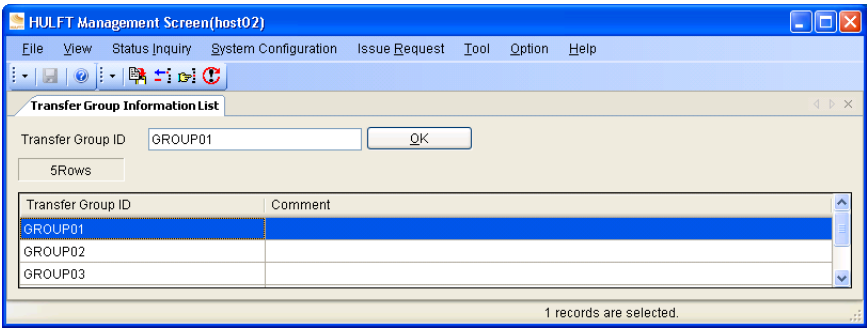 HULFT Management Screen(host02)
File View Status Inquiry System Configuration Issue Request Tool Option Help
Transfer Group Information List
Transfer Group ID GROUP01 OK
5Rows
Transfer Group ID Comment
GROUP01
GROUP02
GROUP03
1 records are selected.